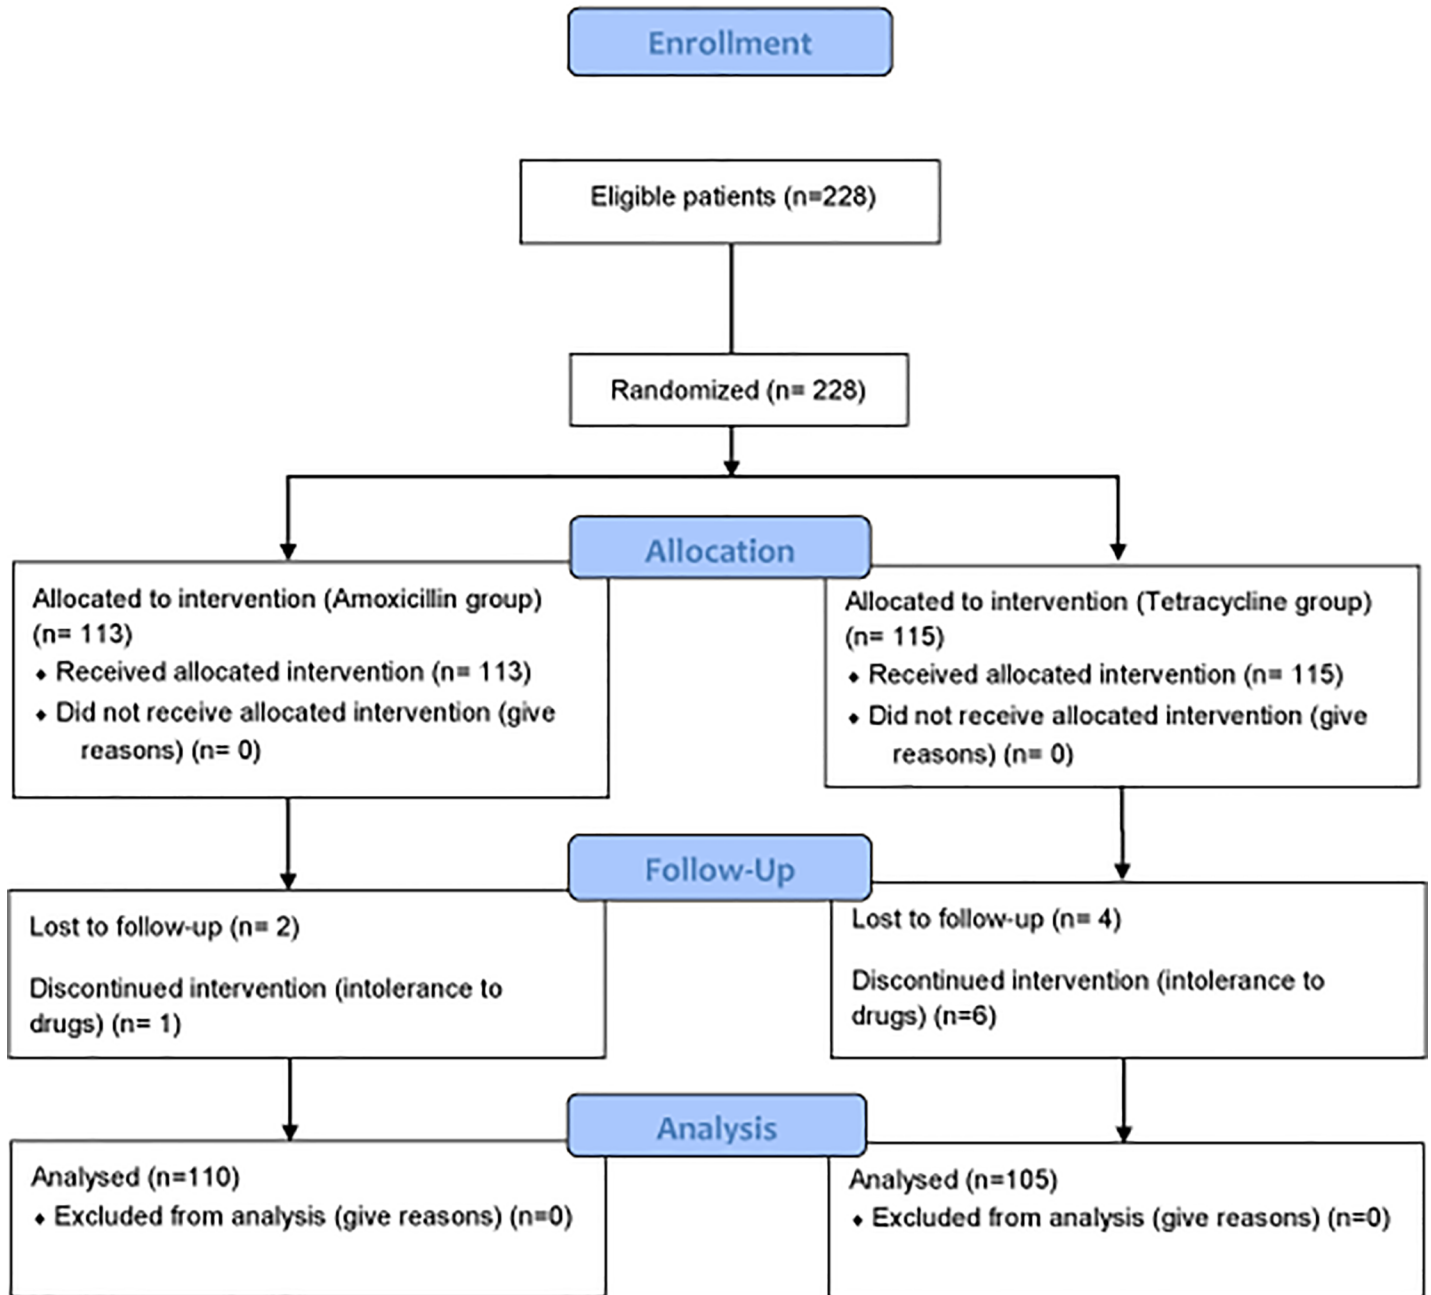 Enrollment
Eligible patients (n=228)
Randomized (n= 228)
Allocation
Allocated to intervention (Amoxicillin group)
(n= 113)
⬧ Received allocated intervention (n= 113)
⬧ Did not receive allocated intervention (give
reasons) (n= 0)
Allocated to intervention (Tetracycline group)
(n= 115)
⬧ Received allocated intervention (n= 115)
⬧ Did not receive allocated intervention (give
reasons) (n= 0)
Follow-Up
Lost to follow-up (n= 2)
Discontinued intervention (intolerance to
drugs) (n= 1)
Lost to follow-up (n= 4)
Discontinued intervention (intolerance to
drugs) (n=6)
Analysis
Analysed (n=110)
⬧ Excluded from analysis (give reasons) (n=0)
Analysed (n=105)
⬧ Excluded from analysis (give reasons) (n=0)